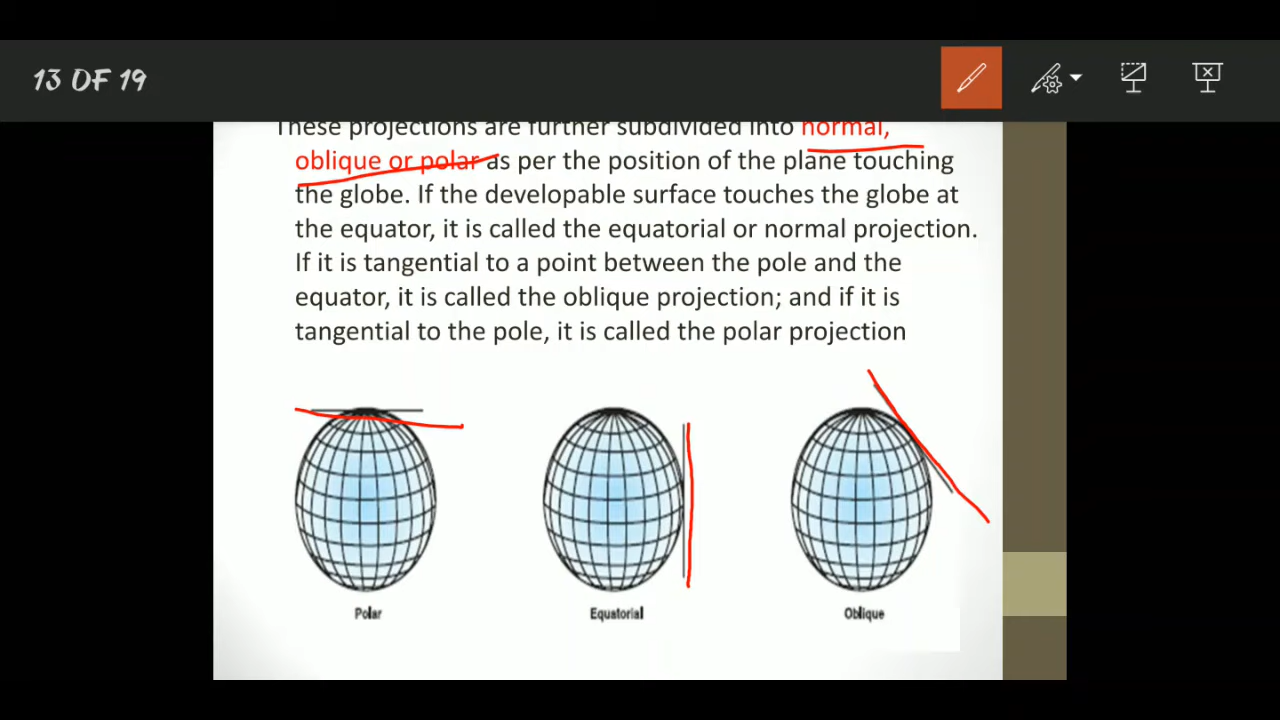 13 OF 19
These projections are further subdivided into normal,
oblique or polar as per the position of the plane touching
the globe. If the developable surface touches the globe at
the equator, it is called the equatorial or normal projection.
If it is tangential to a point between the pole and the
equator, it is called the oblique projection; and if it is
tangential to the pole, it is called the polar projection
Polar
Equatorial
Oblique